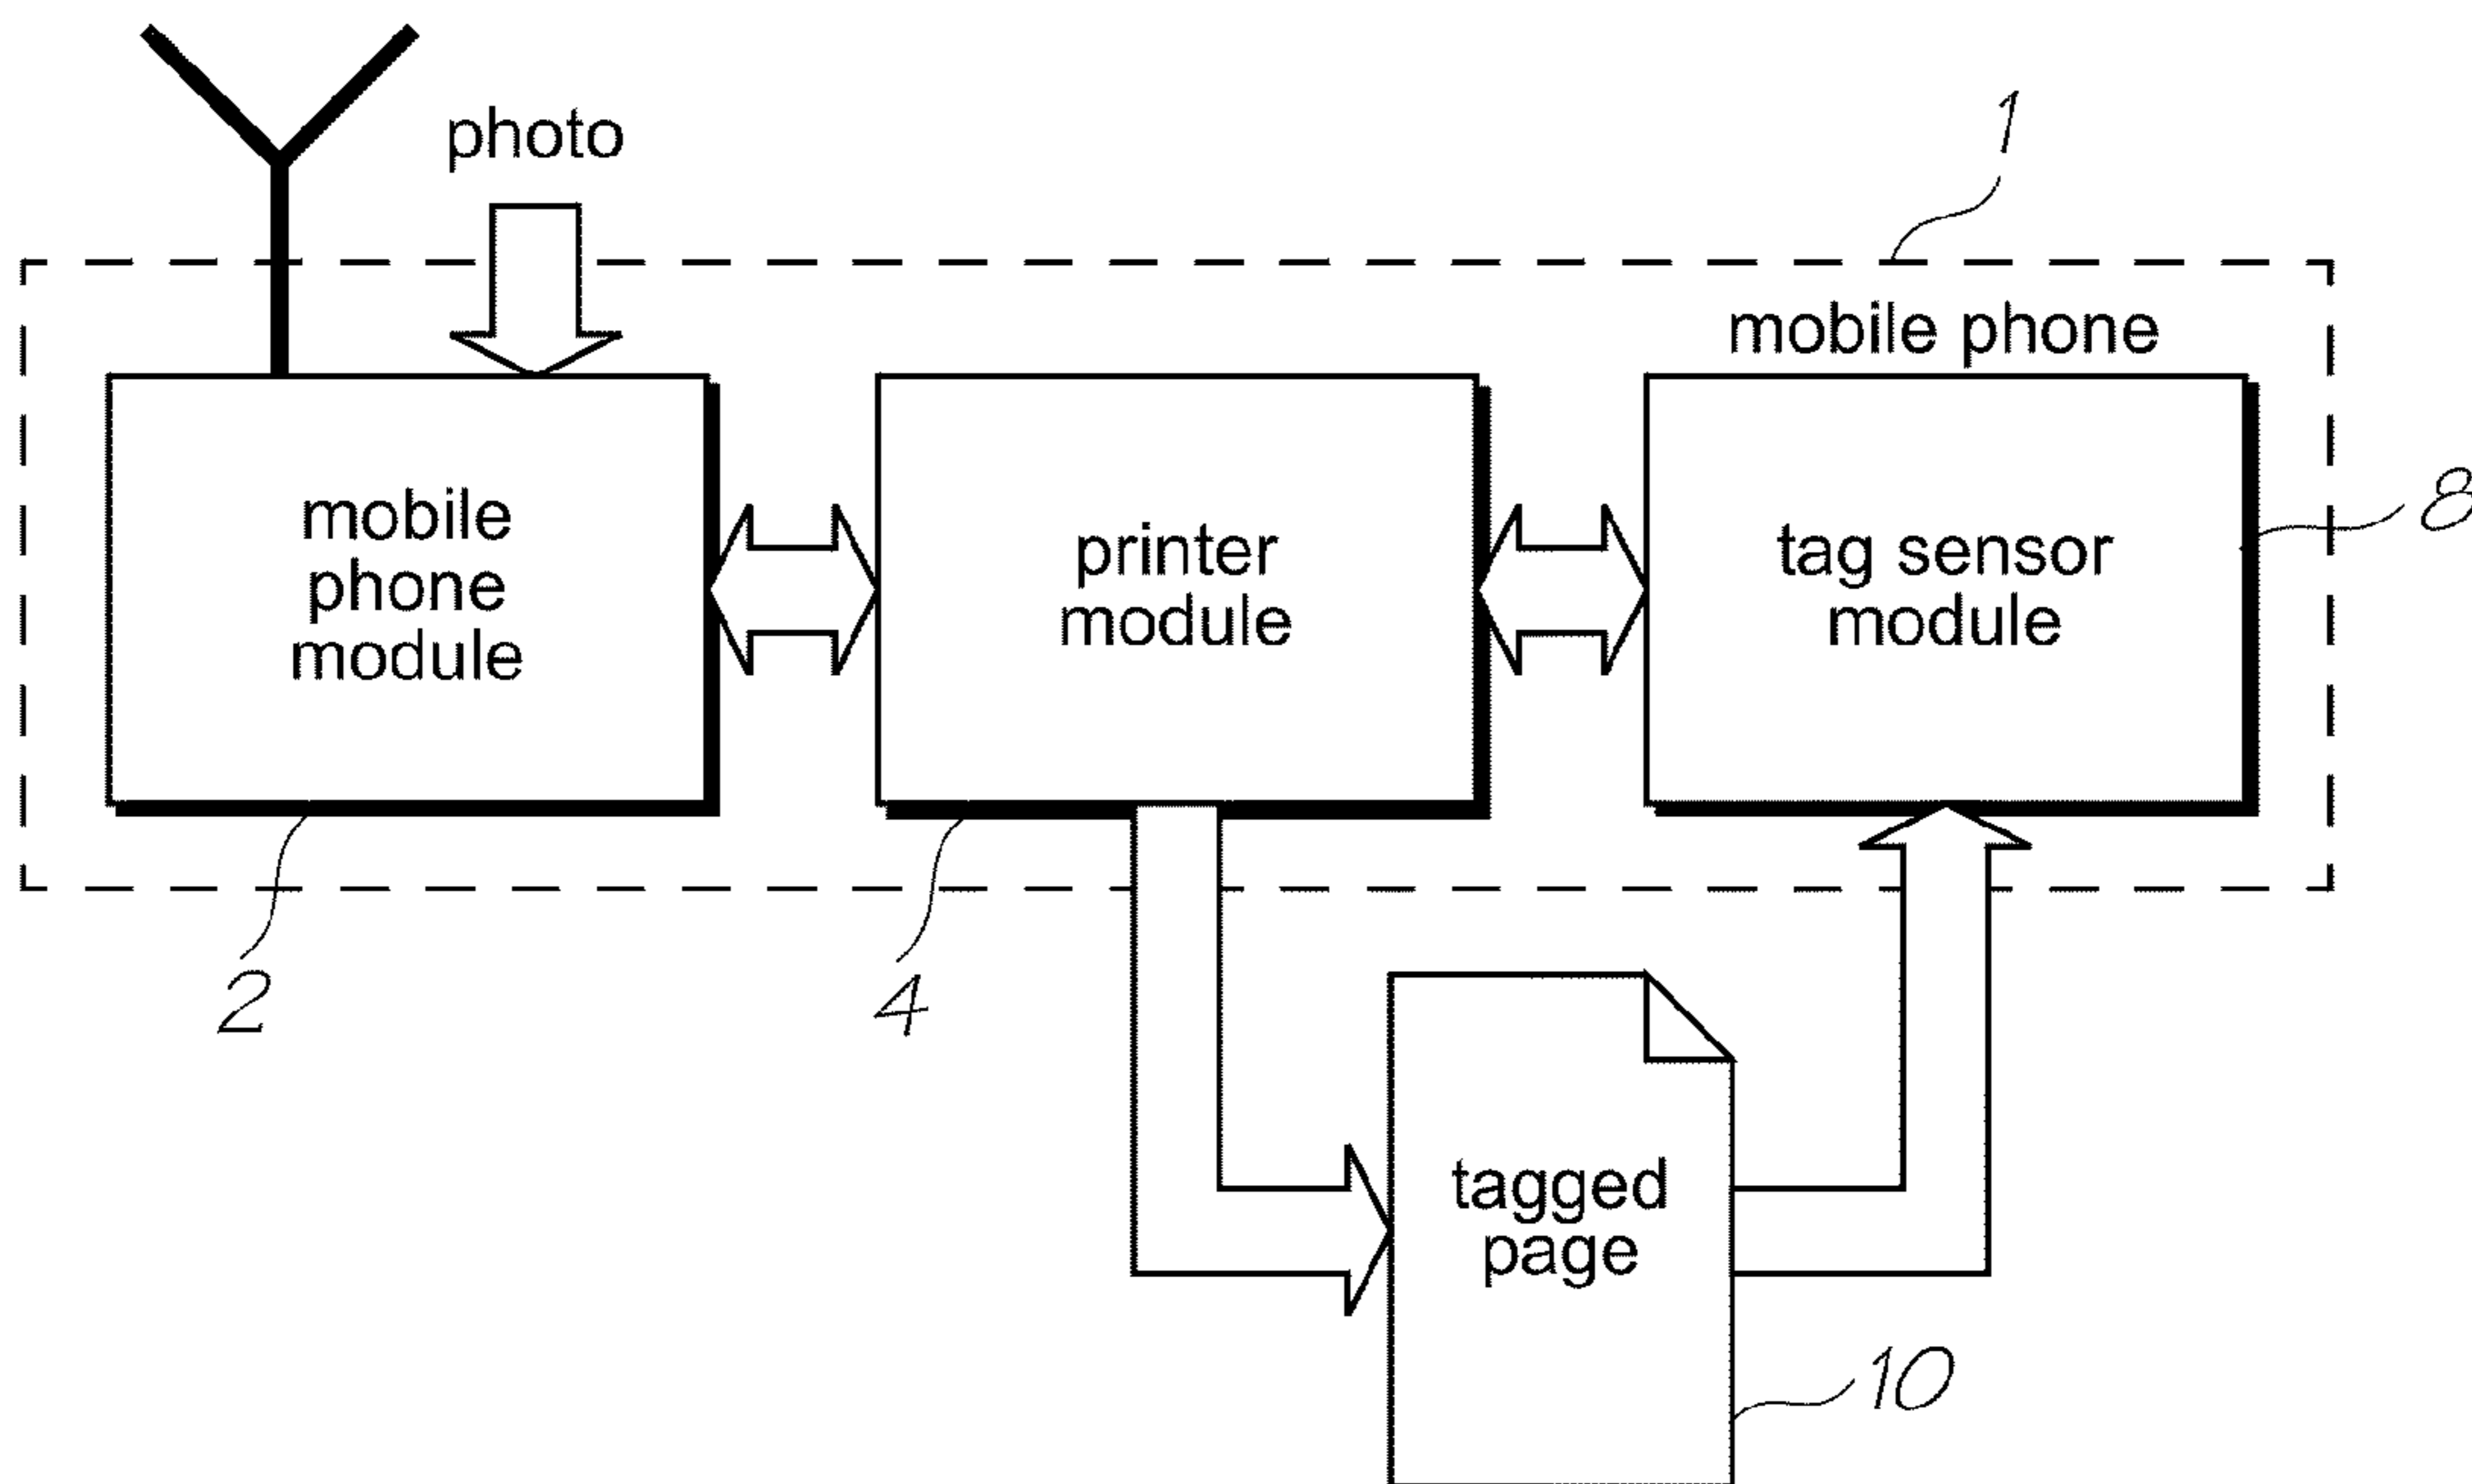 photo
1
mobile phone
mobile
phone
module
printer
module
tag sensor
module
8
2
4
tagged
page
10